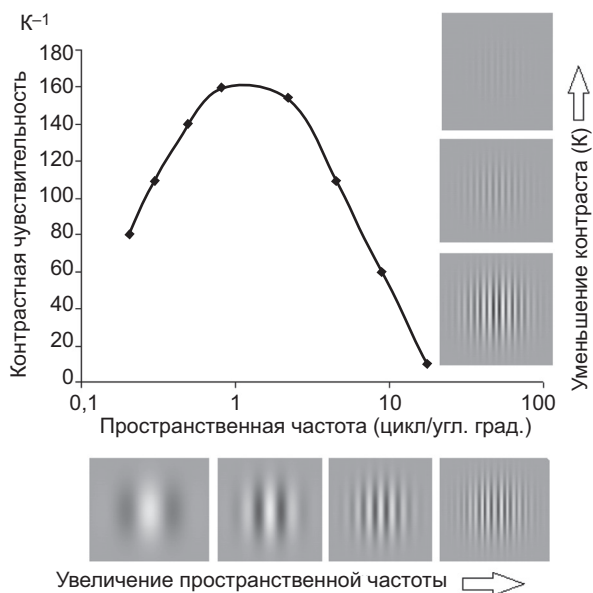 К–1
180
160
140
120
100
80
60
40
20
0
Контрастная чувствительность
0,1
1
10
100
Пространственная частота (цикл/угл. град.)
Уменьшение контраста (К)
Увеличение пространственной частоты